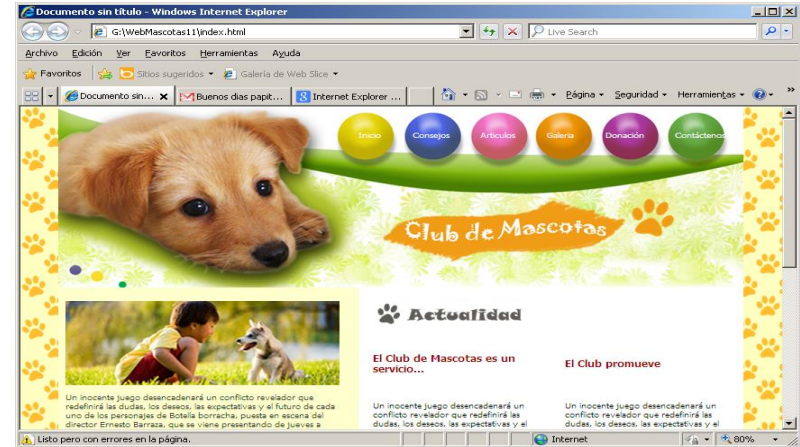 Documento sin título - Windows Internet Explorer
G:\WebMascotas11\index.html
Live Search
Archivo Edición Ver Favoritos Herramientas Ayuda
Favoritos Sitios sugeridos Galería de Web Slice
Documento sin... Buenos dias papit... Internet Explorer ... Página Seguridad Herramientas
Inicio Consejos Articulos Galeria Donación Contáctenos
Club de Mascotas
Actualidad
El Club de Mascotas es un
servicio...
El Club promueve
Un inocente juego desencadenará un conflicto revelador que
redefinirá las dudas, los deseos, las expectativas y el futuro de cada
uno de los personajes de Botella borracha, puesta en escena del
director Ernesto Barraza, que se viene presentando de jueves a
Un inocente juego desencadenará un
conflicto revelador que redefinirá las
dudas, los deseos, las expectativas y el
Un inocente juego desencadenará un
conflicto revelador que redefinirá las
dudas, los deseos, las expectativas y el
Listo pero con errores en la página. Internet 80%